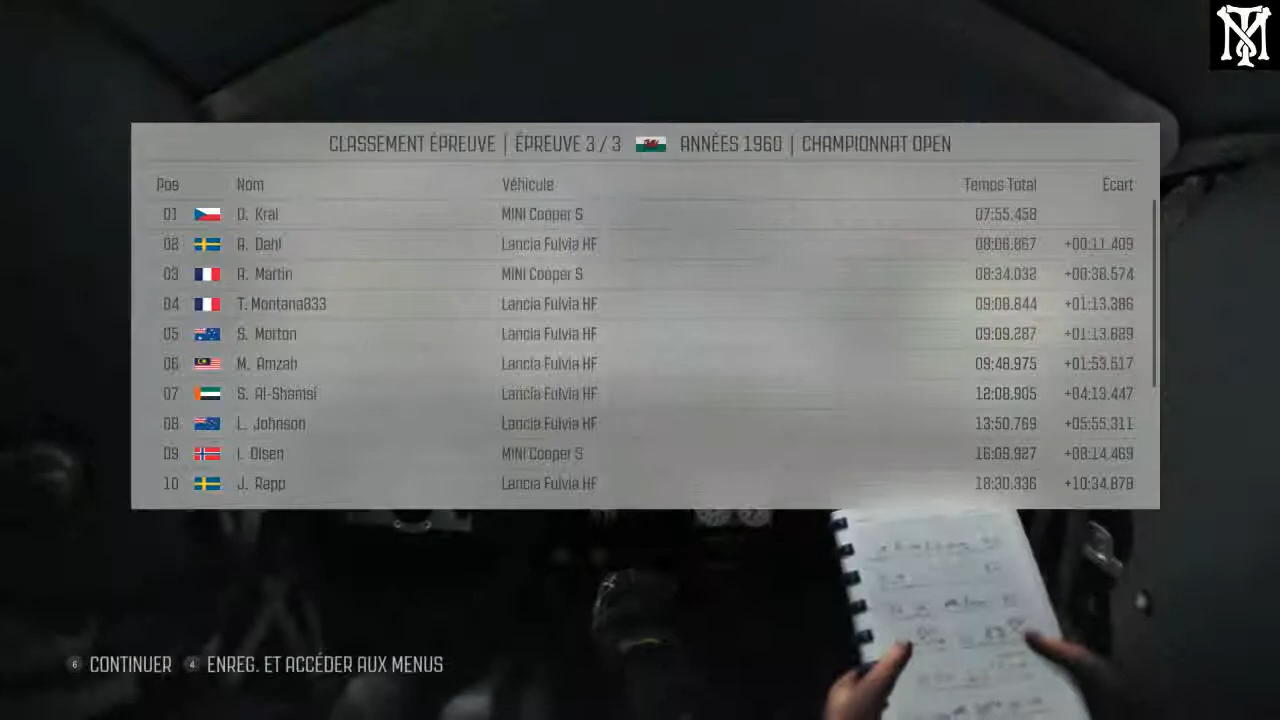 CLASSEMENT ÉPREUVE | ÉPREUVE 3 / 3 ANNÉES 1960 | CHAMPIONNAT OPEN
Pos Nom Véhicule Temps Total Écart
01 D. Kral MINI Cooper S 07:55.458
02 A. Dahl Lancia Fulvia HF 08:06.867 +00:11.409
03 A. Martin MINI Cooper S 08:34.032 +00:38.574
04 T. Montana833 Lancia Fulvia HF 09:08.844 +01:13.386
05 S. Morton Lancia Fulvia HF 09:09.287 +01:13.829
06 M. Amzah Lancia Fulvia HF 09:48.975 +01:53.517
07 S. Al-Shamsi Lancia Fulvia HF 12:08.905 +04:13.447
08 L. Johnson Lancia Fulvia HF 13:50.769 +05:55.311
09 I. Olsen MINI Cooper S 16:09.927 +08:14.469
10 J. Rapp Lancia Fulvia HF 18:30.336 +10:34.878
6 CONTINUER 4 ENREG. ET ACCÉDER AUX MENUS